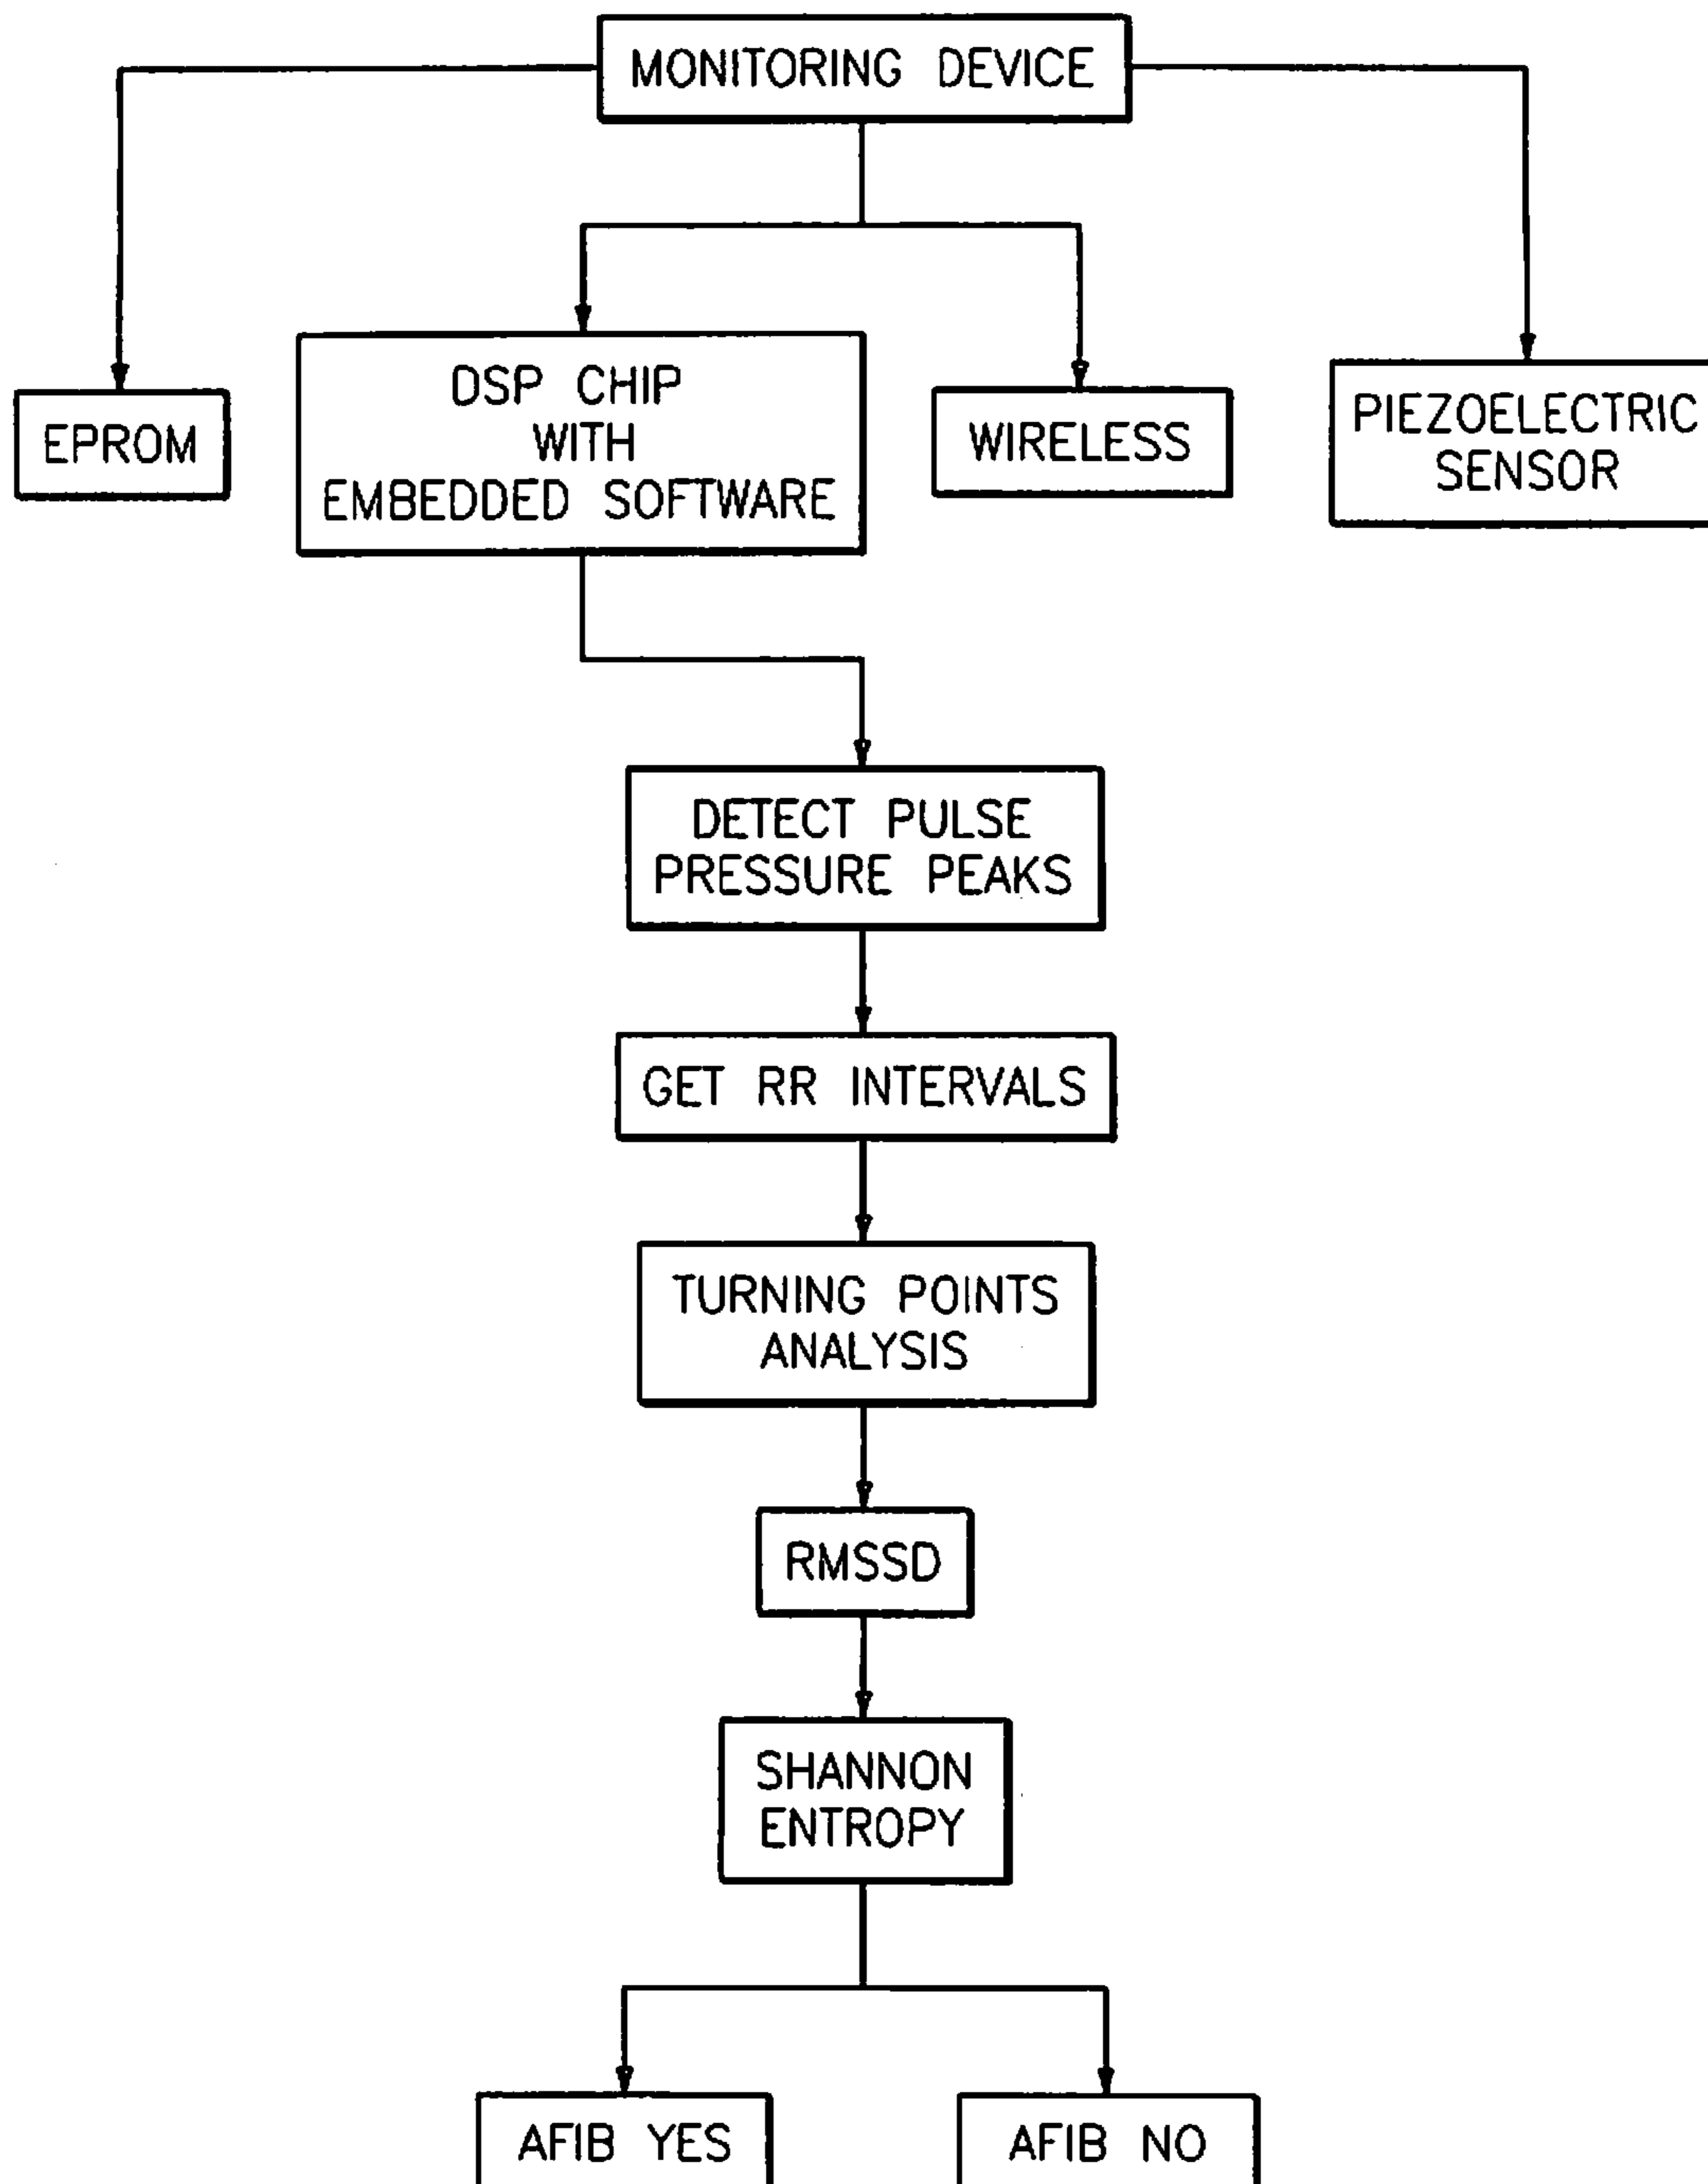 MONITORING DEVICE
EPROM
DSP CHIP
WITH
EMBEDDED SOFTWARE
WIRELESS
PIEZOELECTRIC
SENSOR
DETECT PULSE
PRESSURE PEAKS
GET RR INTERVALS
TURNING POINTS
ANALYSIS
RMSSD
SHANNON
ENTROPY
AFIB YES
AFIB NO